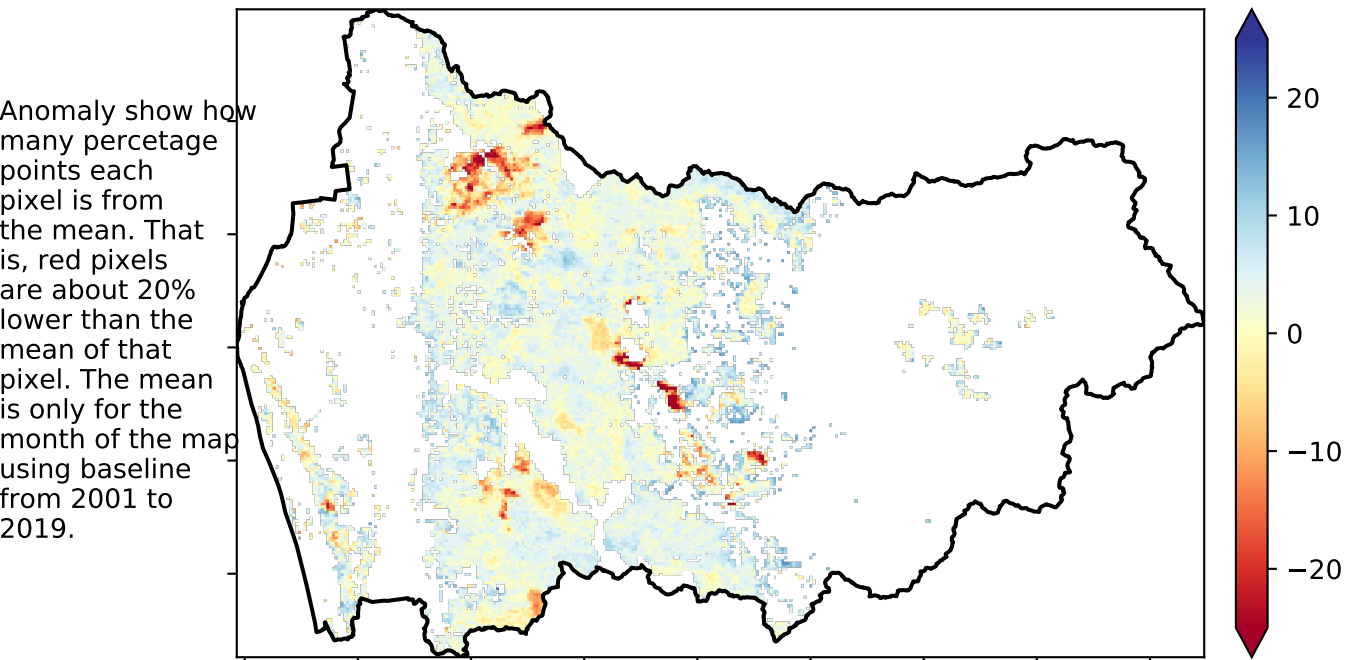 Anomaly show how
many percetage
points each
pixel is from
the mean. That
is, red pixels
are about 20%
lower than the
mean of that
pixel. The mean
is only for the
month of the map
using baseline
from 2001 to
2019.
20
10
0
−10
−20